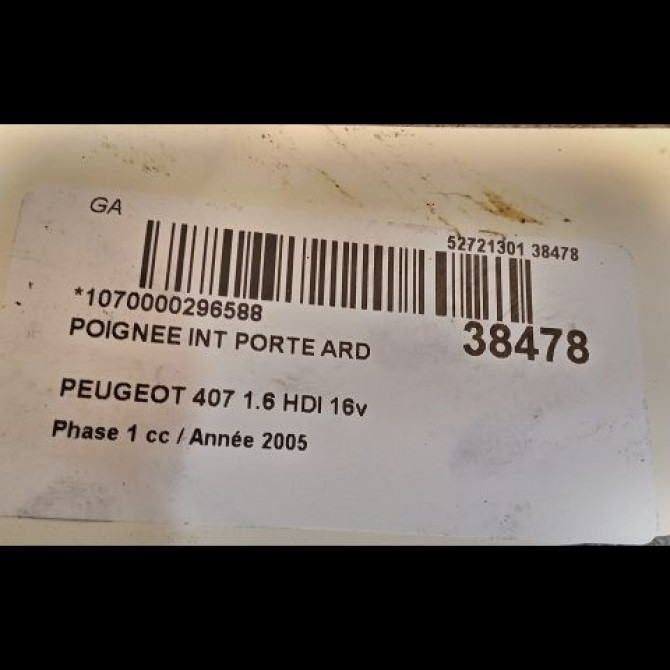 GA
52721301 38478
*1070000296588
38478
POIGNEE INT PORTE ARD
PEUGEOT 407 1.6 HDI 16v
Phase 1 cc / Année 2005